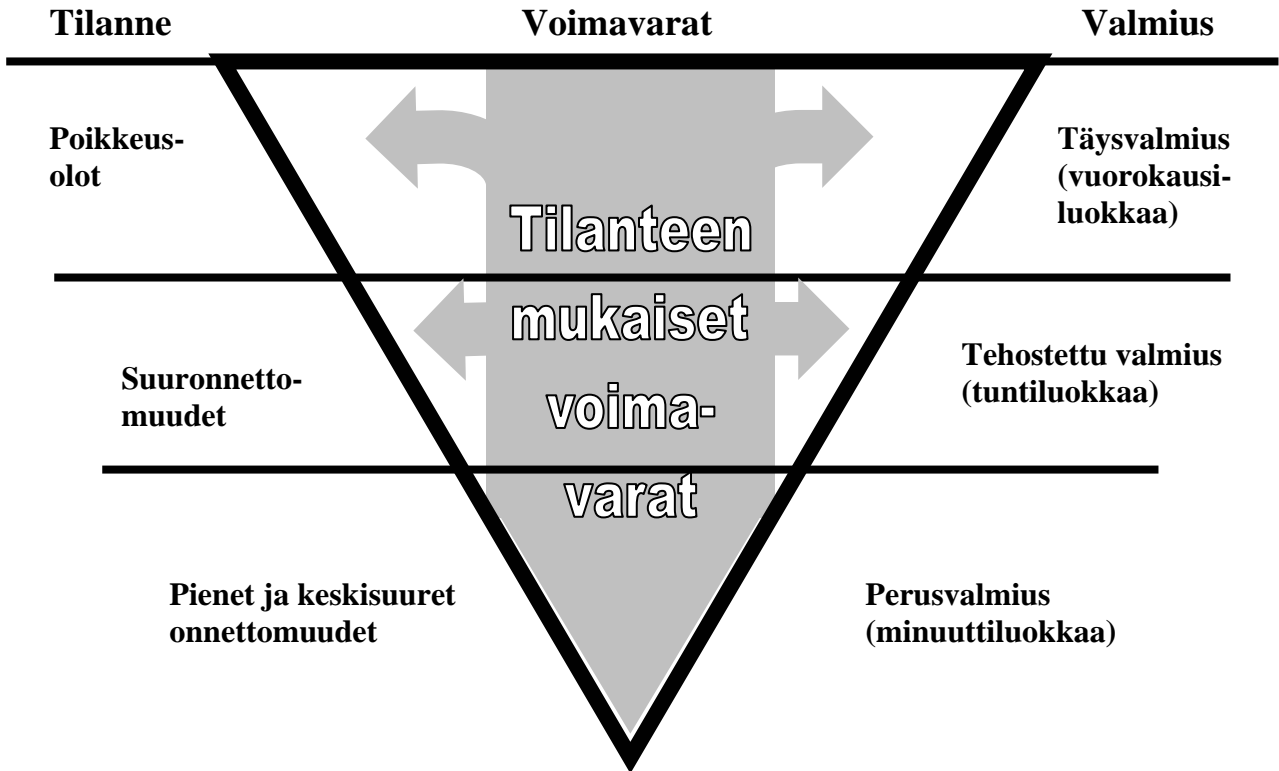 Tilanne
Voimavarat
Valmius
Poikkeus-
olot
Täysvalmius
(vuorokausi-
luokkaa)
Tilanteen
mukaiset
voima-
varat
Suuronnetto-
muudet
Tehostettu valmius
(tuntiluokkaa)
Pienet ja keskisuuret
onnettomuudet
Perusvalmius
(minuuttiluokkaa)